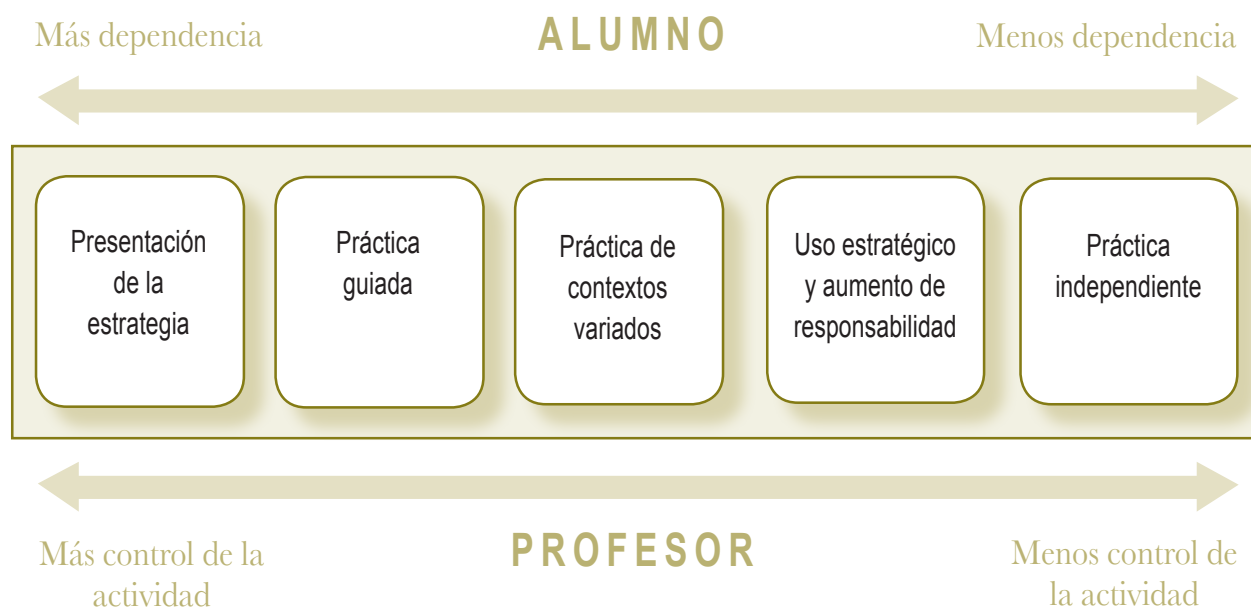 Más dependencia
ALUMNO
Menos dependencia
Presentación
de la
estrategia
Práctica
guiada
Práctica de
contextos
variados
Uso estratégico
y aumento de
responsabilidad
Práctica
independiente
Más control de la
actividad
PROFESOR
Menos control de
la actividad